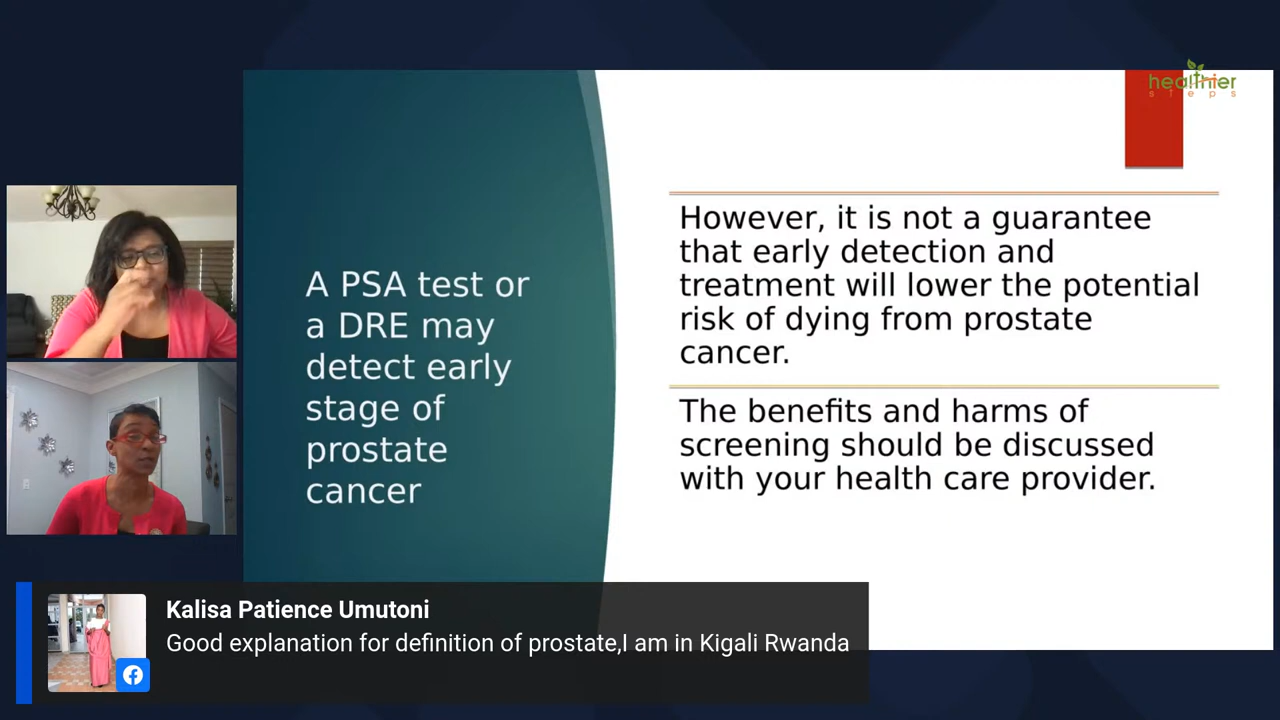 healthier
steps
A PSA test or
a DRE may
detect early
stage of
prostate
cancer
However, it is not a guarantee
that early detection and
treatment will lower the potential
risk of dying from prostate
cancer.
The benefits and harms of
screening should be discussed
with your health care provider.
Kalisa Patience Umutoni
Good explanation for definition of prostate,I am in Kigali Rwanda